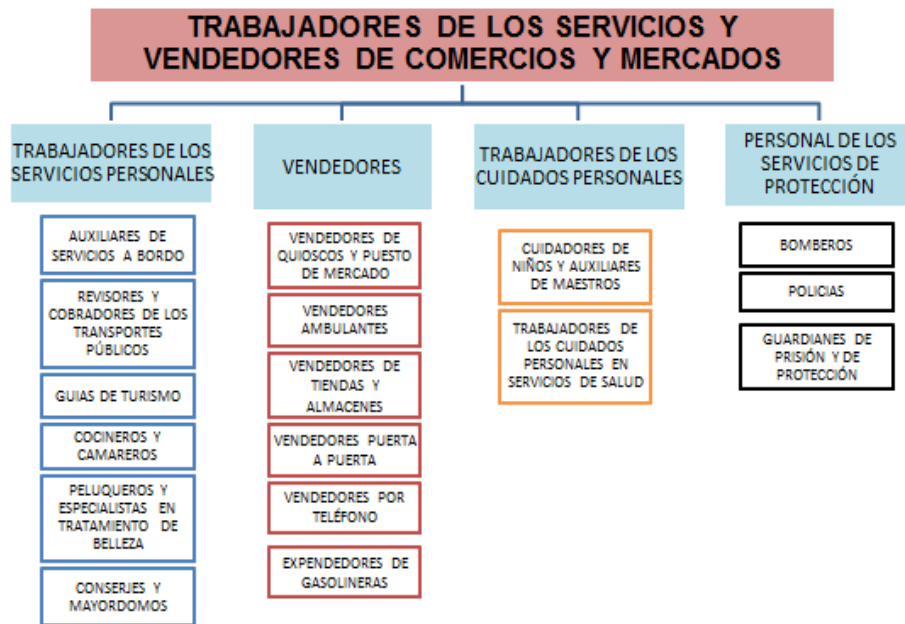 TRABAJADORES DE LOS SERVICIOS Y
VENDEDORES DE COMERCIOS Y MERCADOS
TRABAJADORES DE LOS
SERVICIOS PERSONALES
AUXILIARES DE
SERVICIOS A BORDO
REVISORES Y
COBRADORES DE LOS
TRANSPORTES
PÚBLICOS
GUIAS DE TURISMO
COCINEROS Y
CAMAREROS
PELUQUEROS Y
ESPECIALISTAS EN
TRATAMIENTO DE
BELLEZA
CONSERJES Y
MAYORDOMOS
VENDEDORES
VENDEDORES DE
QUIOSCOS Y PUESTO
DE MERCADO
VENDEDORES
AMBULANTES
VENDEDORES DE
TIENDAS Y
ALMACENES
VENDEDORES PUERTA
A PUERTA
VENDEDORES POR
TELÉFONO
EXPENDEDORES DE
GASOLINERAS
TRABAJADORES DE LOS
CUIDADOS PERSONALES
CUIDADORES DE
NIÑOS Y AUXILIARES
DE MAESTROS
TRABAJADORES DE
LOS CUIDADOS
PERSONALES EN
SERVICIOS DE SALUD
PERSONAL DE LOS
SERVICIOS DE
PROTECCIÓN
BOMBEROS
POLICIAS
GUARDIANES DE
PRISIÓN Y DE
PROTECCIÓN